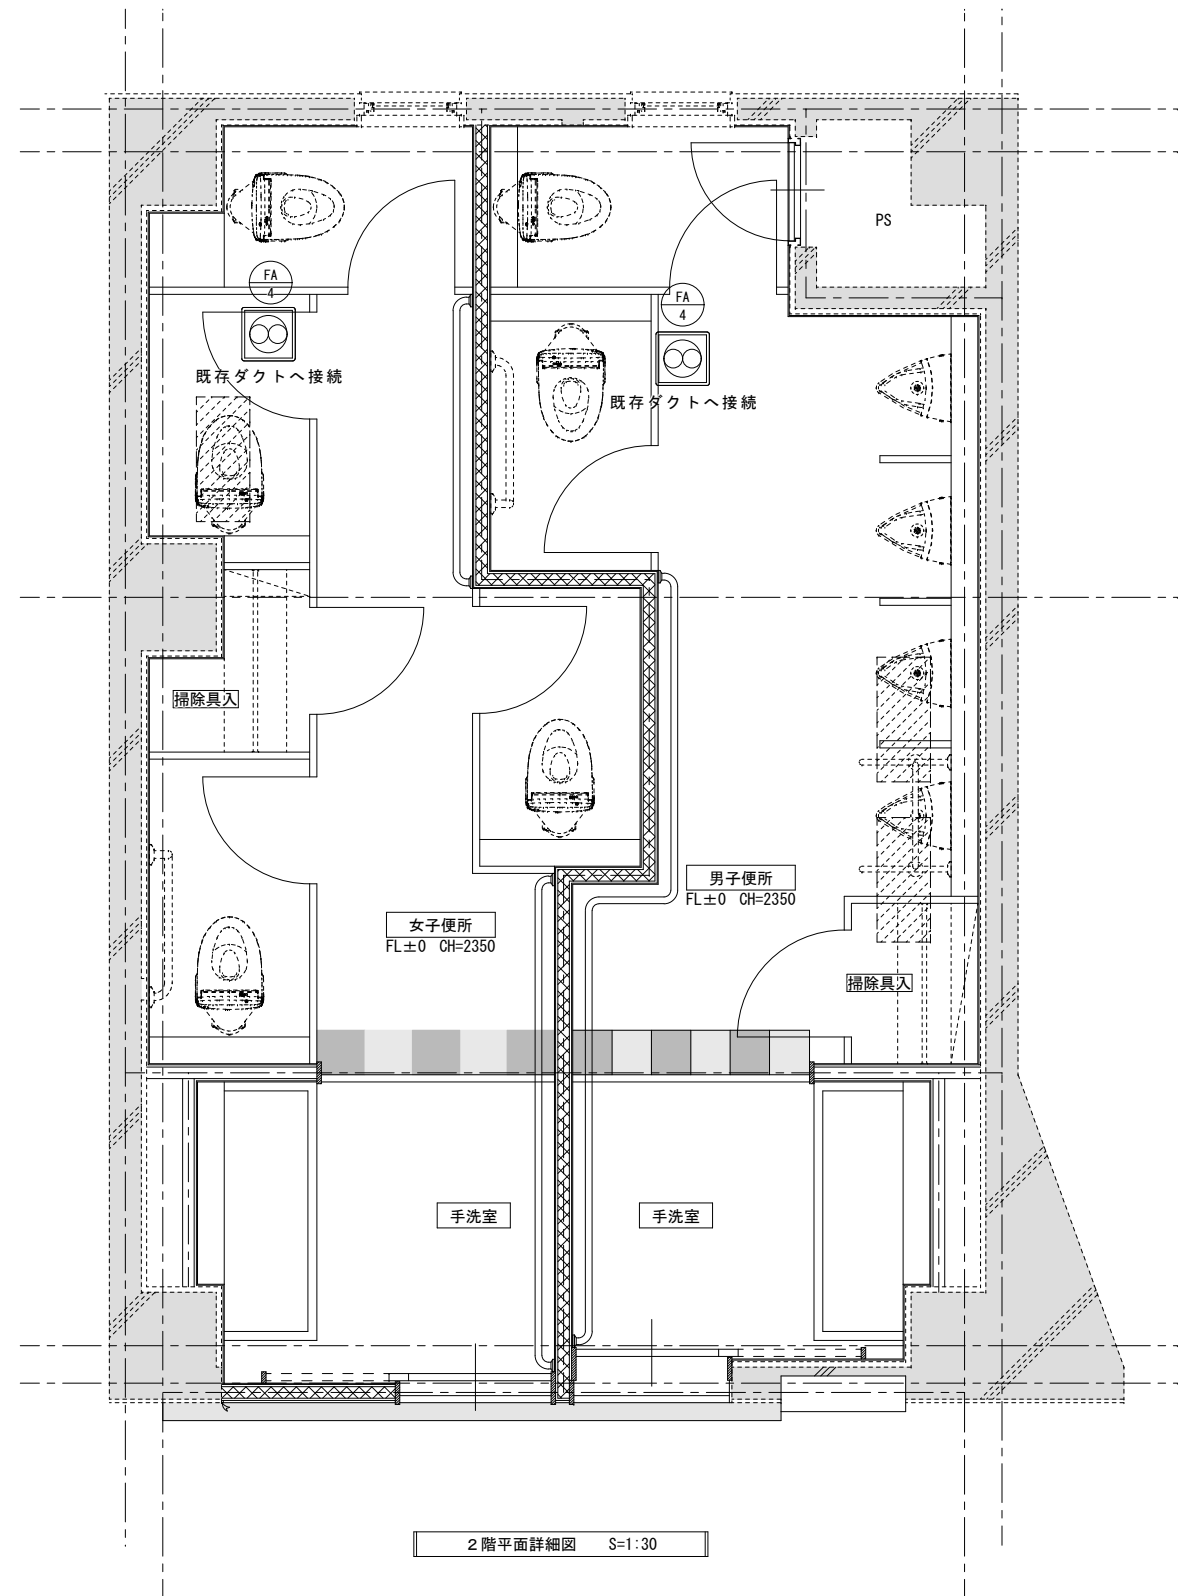 PS
FA
4
既存ダクトへ接続
FA
4
既存ダクトへ接続
掃除具入
男子便所
FL±0 CH=2350
女子便所
FL±0 CH=2350
掃除具入
手洗室
手洗室
2階平面詳細図 S=1:30